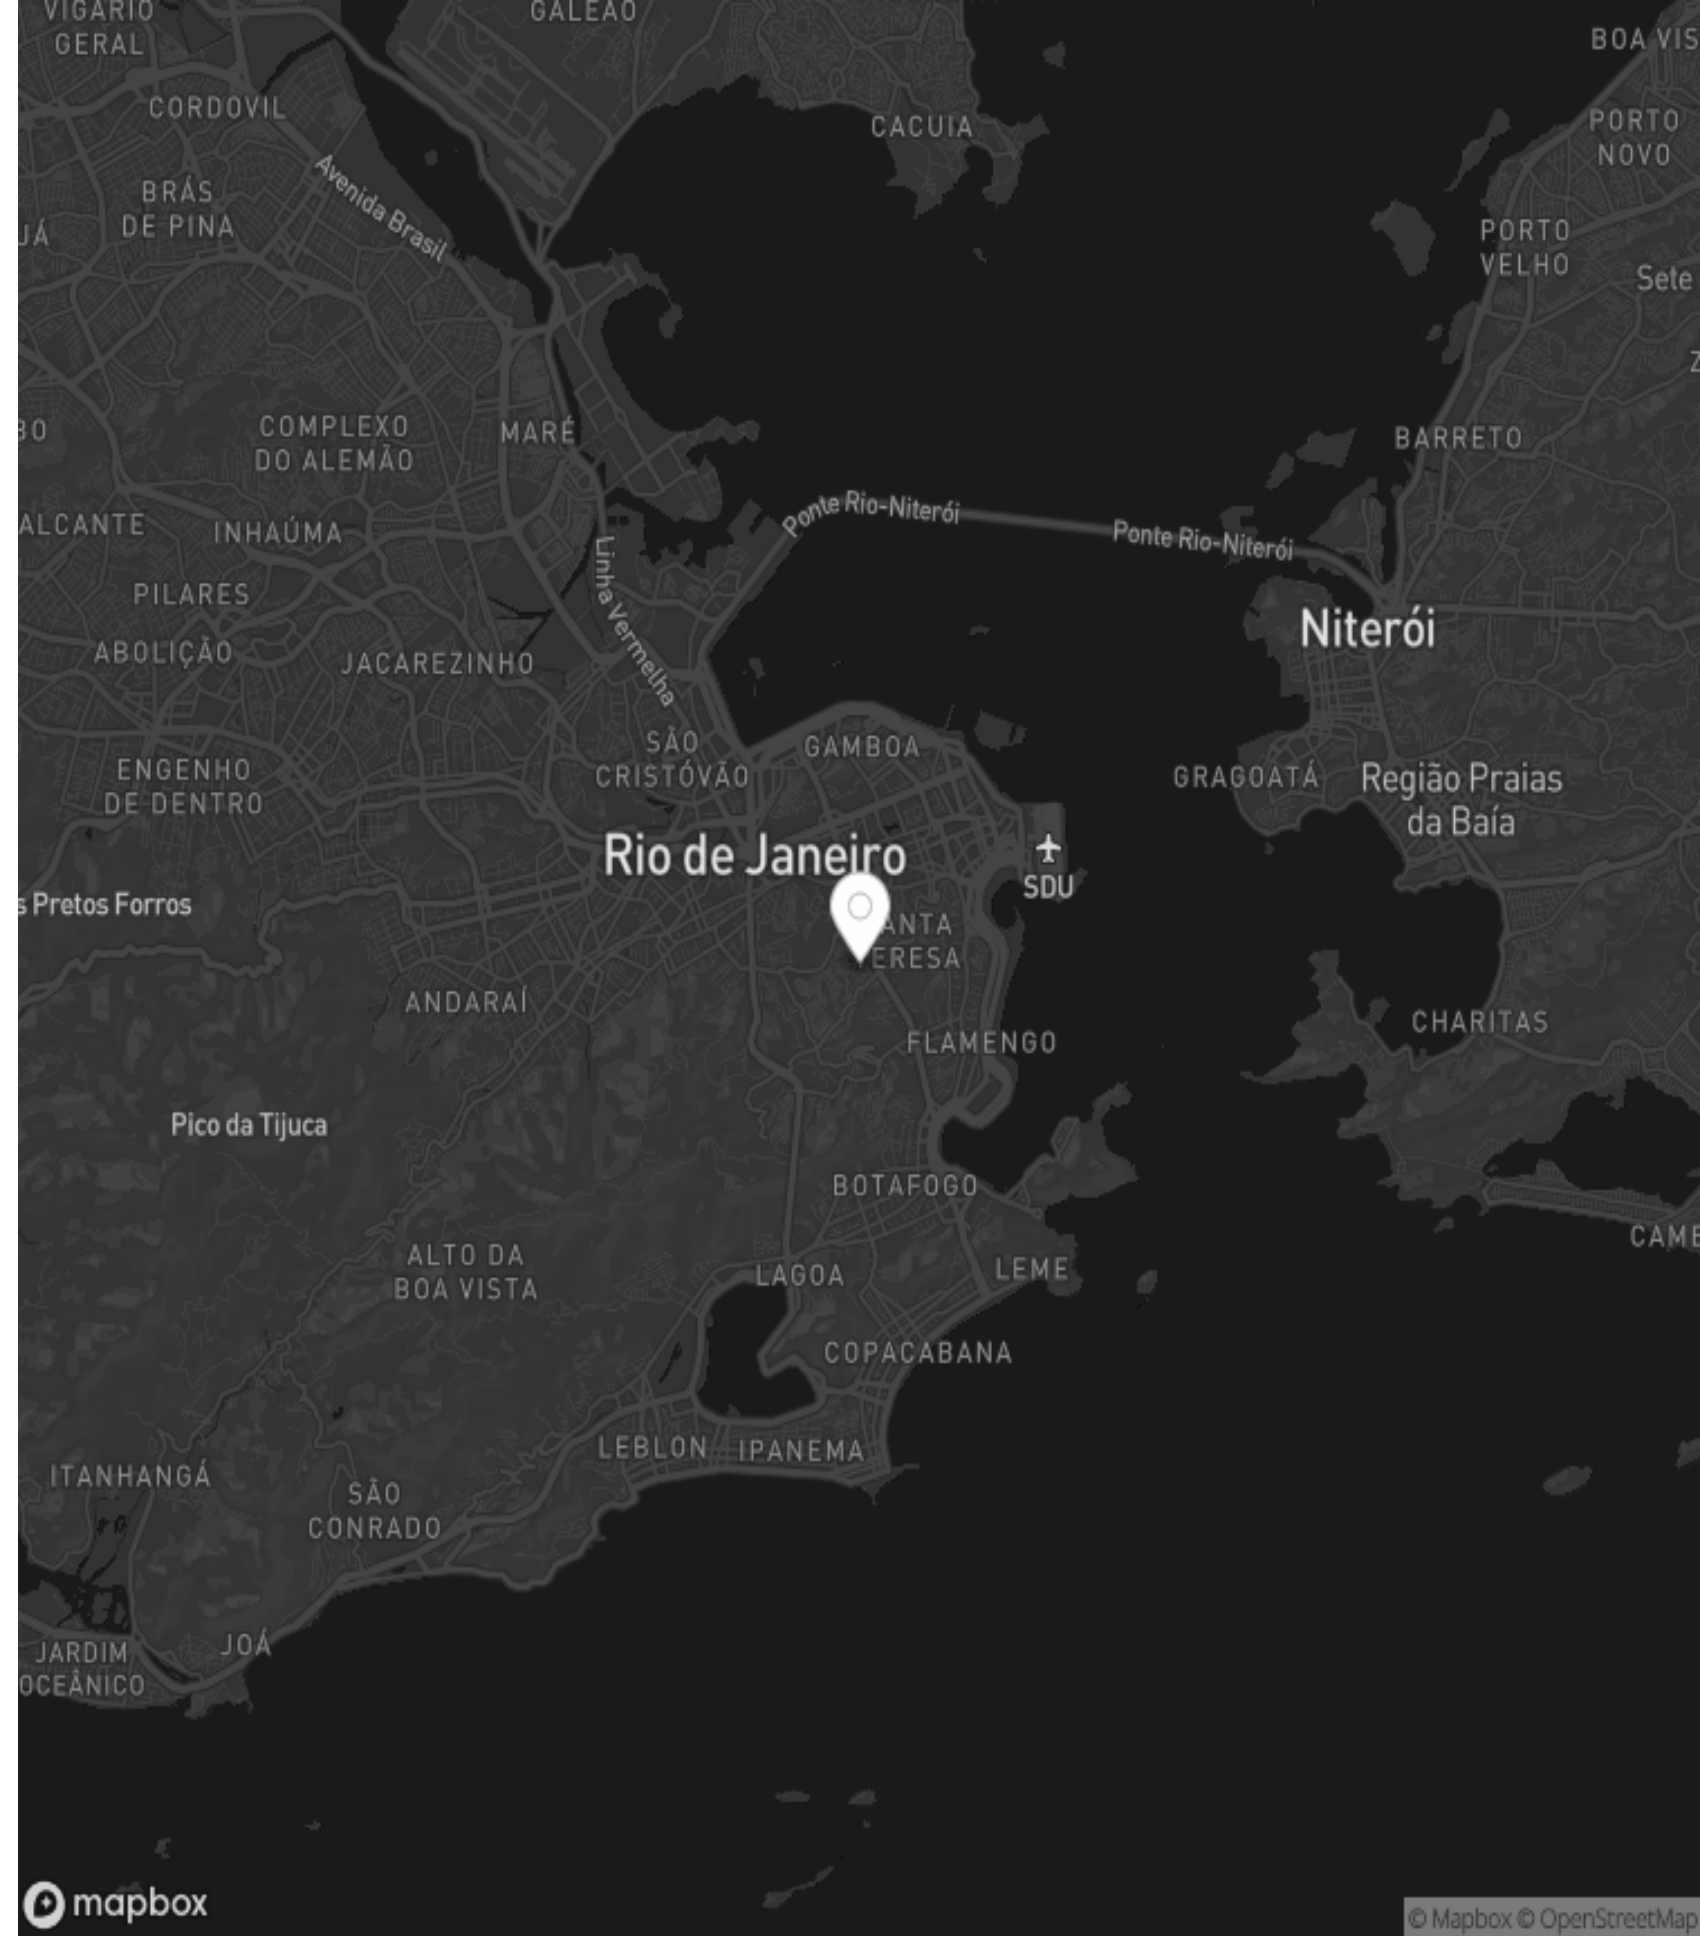 VIGÁRIO
GERAL
GALEÃO
BOA VIS
CORDOVIL
CACUIA
PORTO
NOVO
BRÁS
DE PINA
Avenida Brasil
JÁ
PORTO
VELHO
Sete
Z
BO
COMPLEXO
DO ALEMÃO
MARÉ
BARRETO
ALCANTE
INHAÚMA
Ponte Rio-Niterói
Ponte Rio-Niterói
Linha Vermelha
PILARES
Niterói
ABOLIÇÃO
JACAREZINHO
SÃO
CRISTÓVÃO
GAMBOA
ENGENHO
DE DENTRO
GRAGOATÁ
Região Praias
da Baía
Rio de Janeiro
SDU
s Pretos Forros
ANTA
ERESA
ANDARAÍ
FLAMENGO
CHARITAS
Pico da Tijuca
BOTAFOGO
CAMB
ALTO DA
BOA VISTA
LAGOA
LEME
COPACABANA
LEBLON
IPANEMA
ITANHANGÁ
SÃO
CONRADO
JOÁ
JARDIM
OCEÂNICO
mapbox
© Mapbox © OpenStreetMap